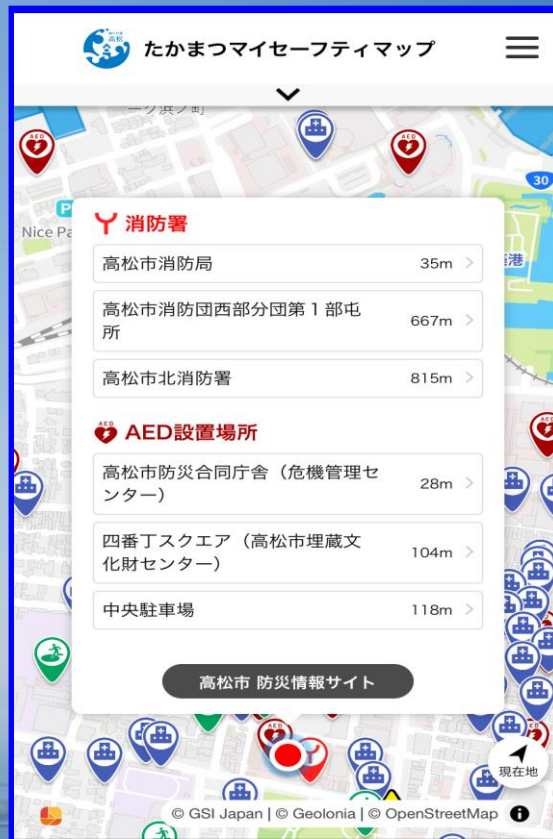 高松
たかまつマイセーフティマップ
AED
AED
30
P
Nice Pa
港
消防署
高松市消防局 35m
高松市消防団西部分団第1部屯
所 667m
高松市北消防署 815m
AED
AED設置場所
高松市防災合同庁舎（危機管理セ
ンター） 28m
四番丁スクエア（高松市埋蔵文
化財センター） 104m
中央駐車場 118m
高松市 防災情報サイト
AED
現在地
© GSI Japan | © Geolonia | © OpenStreetMap